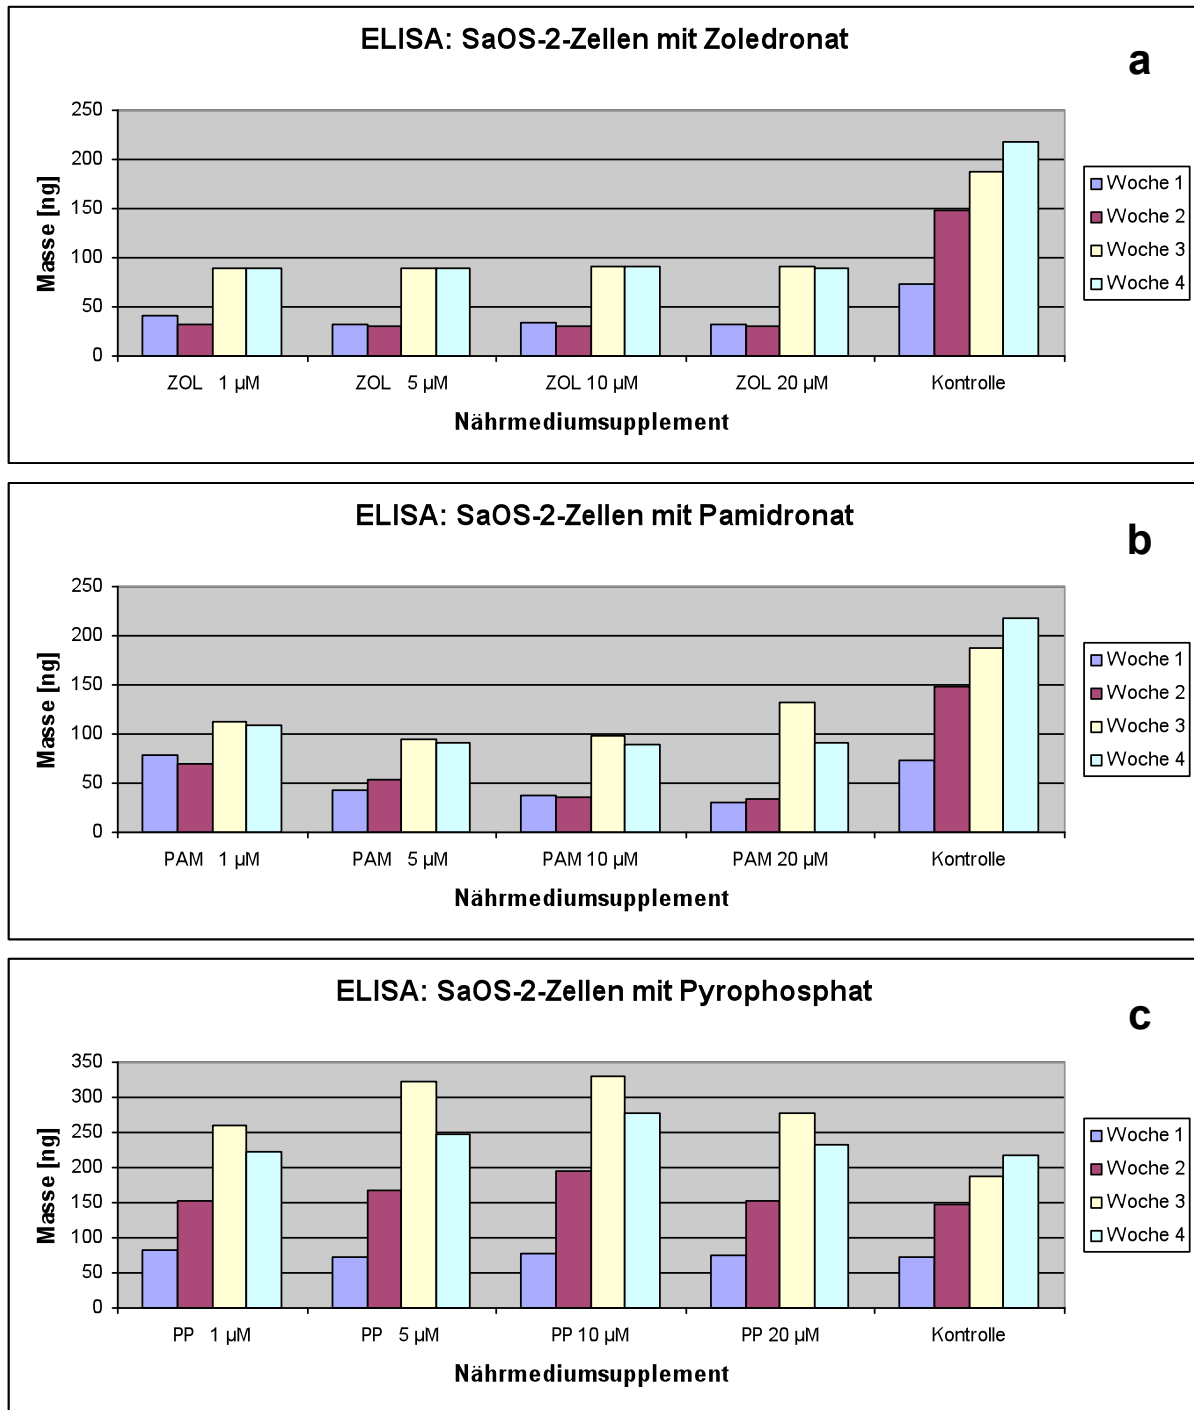 ELISA: SaOS-2-Zellen mit Zoledronat
a
250
200
150
100
50
0
Masse [ng]
ZOL 1 µM
ZOL 5 µM
ZOL 10 µM
ZOL 20 µM
Kontrolle
Nährmediumsupplement
Woche 1
Woche 2
Woche 3
Woche 4
ELISA: SaOS-2-Zellen mit Pamidronat
b
250
200
150
100
50
0
Masse [ng]
PAM 1 µM
PAM 5 µM
PAM 10 µM
PAM 20 µM
Kontrolle
Nährmediumsupplement
Woche 1
Woche 2
Woche 3
Woche 4
ELISA: SaOS-2-Zellen mit Pyrophosphat
c
350
300
250
200
150
100
50
0
Masse [ng]
PP 1 µM
PP 5 µM
PP 10 µM
PP 20 µM
Kontrolle
Nährmediumsupplement
Woche 1
Woche 2
Woche 3
Woche 4